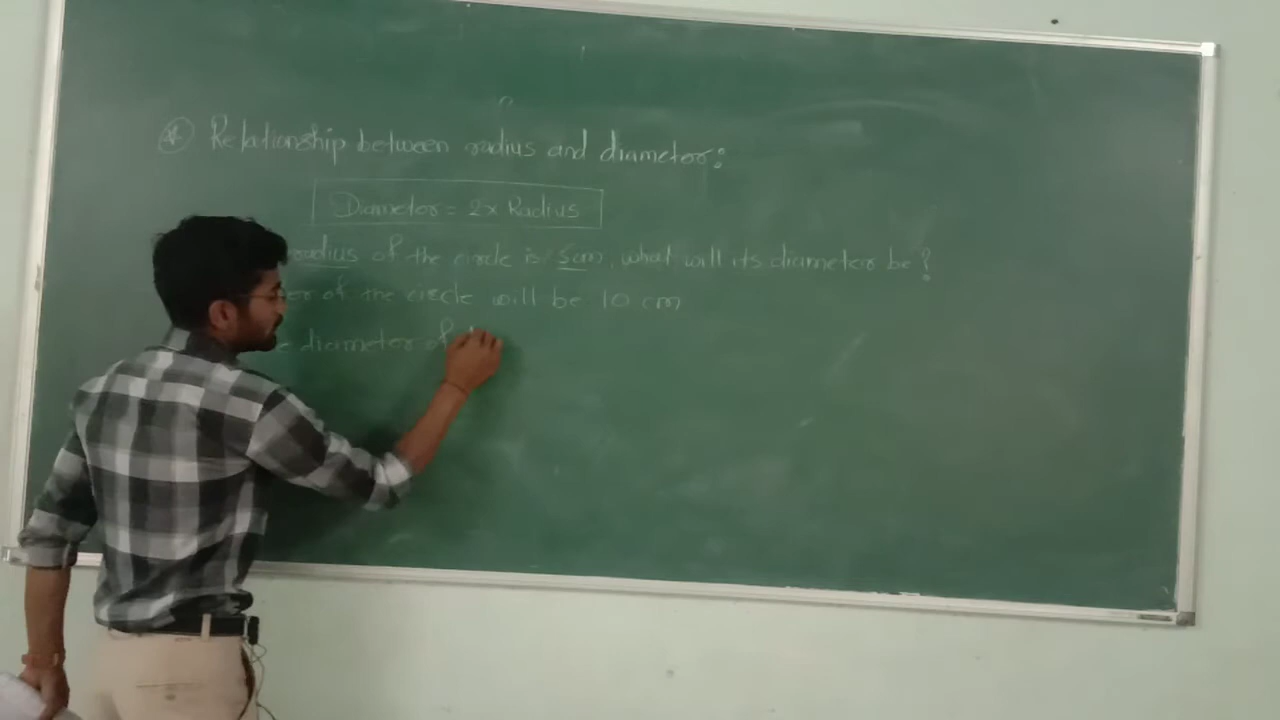 * Relationship between radius and diameter:
Diameter = 2x Radius
radius of the circle is 5cm, what will its diameter be?
of the circle will be 10 cm
diameter of